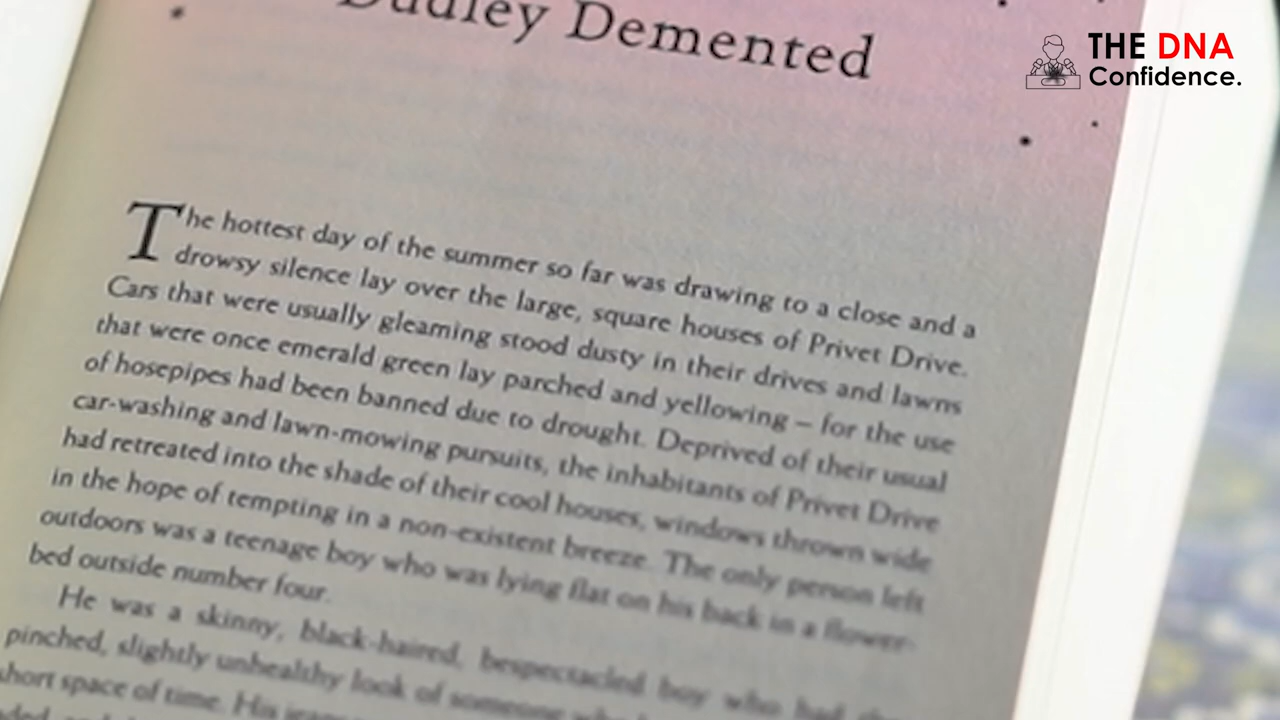 Dudley Demented
THE DNA
Confidence.
The hottest day of the summer so far was drawing to a close and a
drowsy silence lay over the large, square houses of Privet Drive.
Cars that were usually gleaming stood dusty in their drives and lawns
that were once emerald green lay parched and yellowing – for the use
of hosepipes had been banned due to drought. Deprived of their usual
car-washing and lawn-mowing pursuits, the inhabitants of Privet Drive
had retreated into the shade of their cool houses, windows thrown wide
in the hope of tempting in a non-existent breeze. The only person left
outdoors was a teenage boy who was lying flat on his back in a flower-
bed outside number four.
He was a skinny, black-haired, bespectacled boy who had
pinched, slightly unhealthy look of someone who
short space of time. His